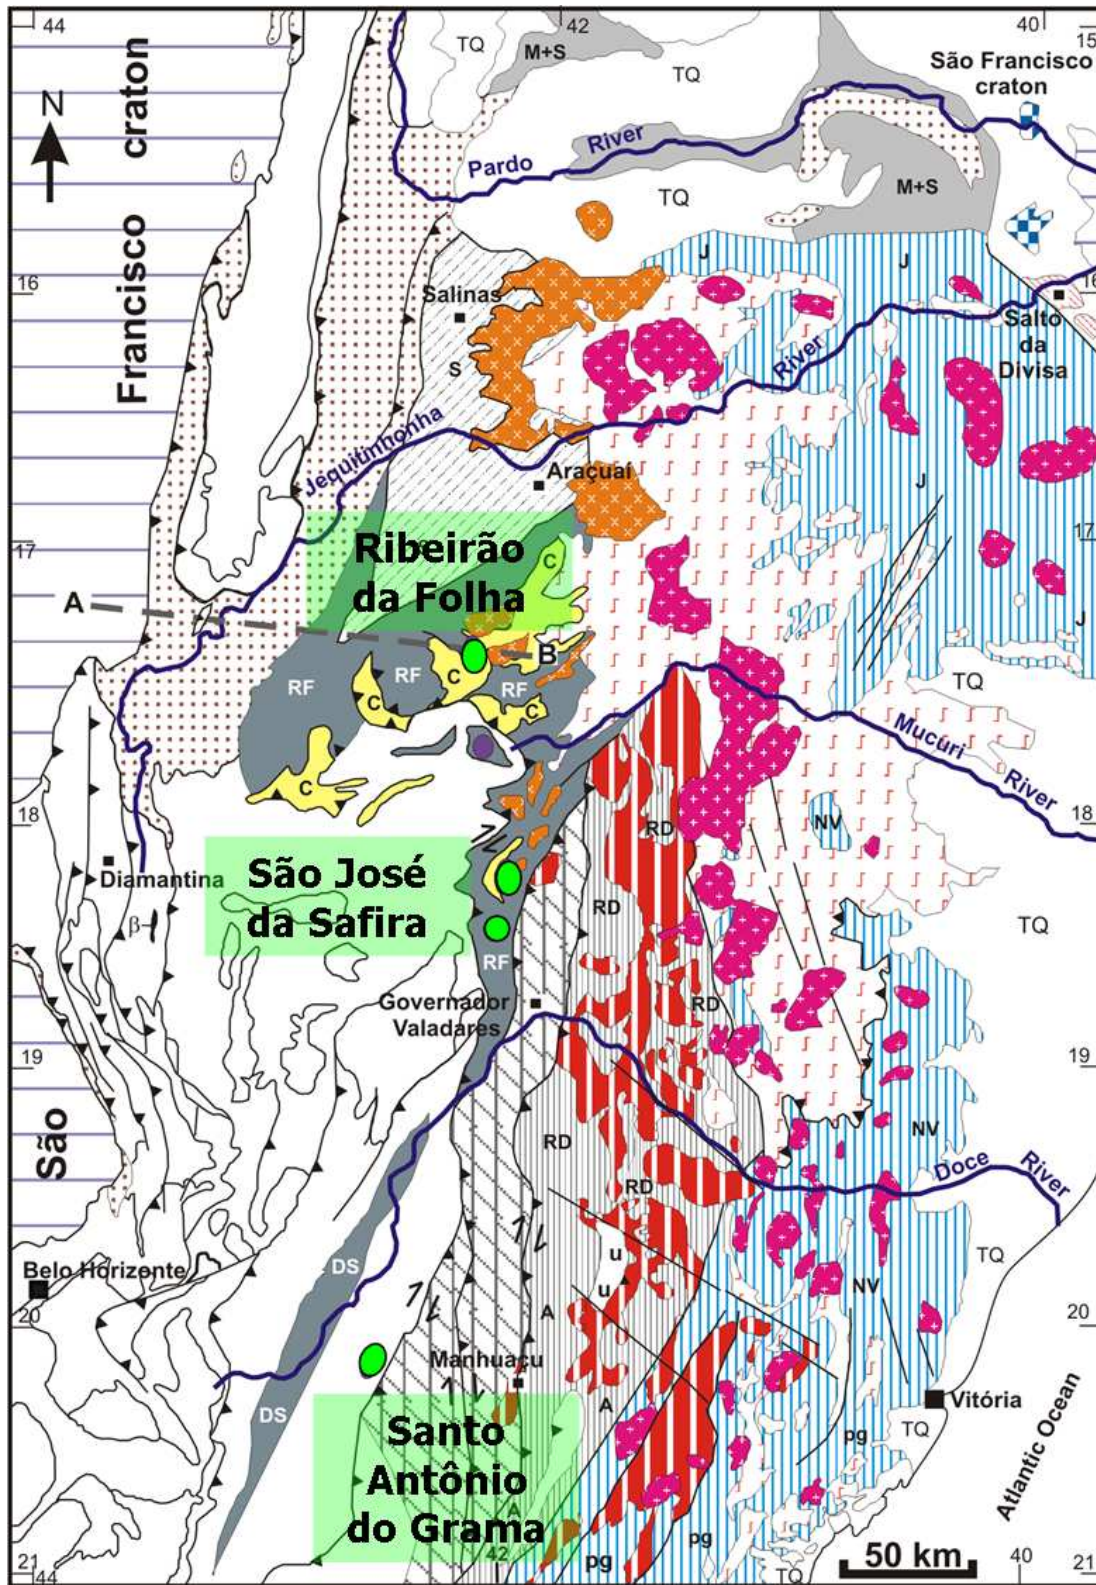 44
42
40
15
TQ
M+S
TQ
São Francisco
craton
N
Pardo
River
TQ
M+S
J
J
16
16
Salinas
S
Salto
da
Divisa
River
Jequitinhonha
Araçuaí
J
São Francisco craton
17
17
Ribeirão
da Folha
S
C
A
B
J
RF
RF
C
RF
C
C
C
TQ
Mucuri
River
18
18
RD
NV
São José
da Safira
Diamantina
β
RD
TQ
RF
RD
Governador
Valadares
19
19
RD
NV
Doce
River
RD
u
u
TQ
DS
Belo Horizonte
NV
20
20
A
Manhuaçu
DS
A
Vitória
pg
TQ
Santo
Antônio
do Grama
A
pg
pg
Atlantic Ocean
50 km
21
44
42
TQ
40
21